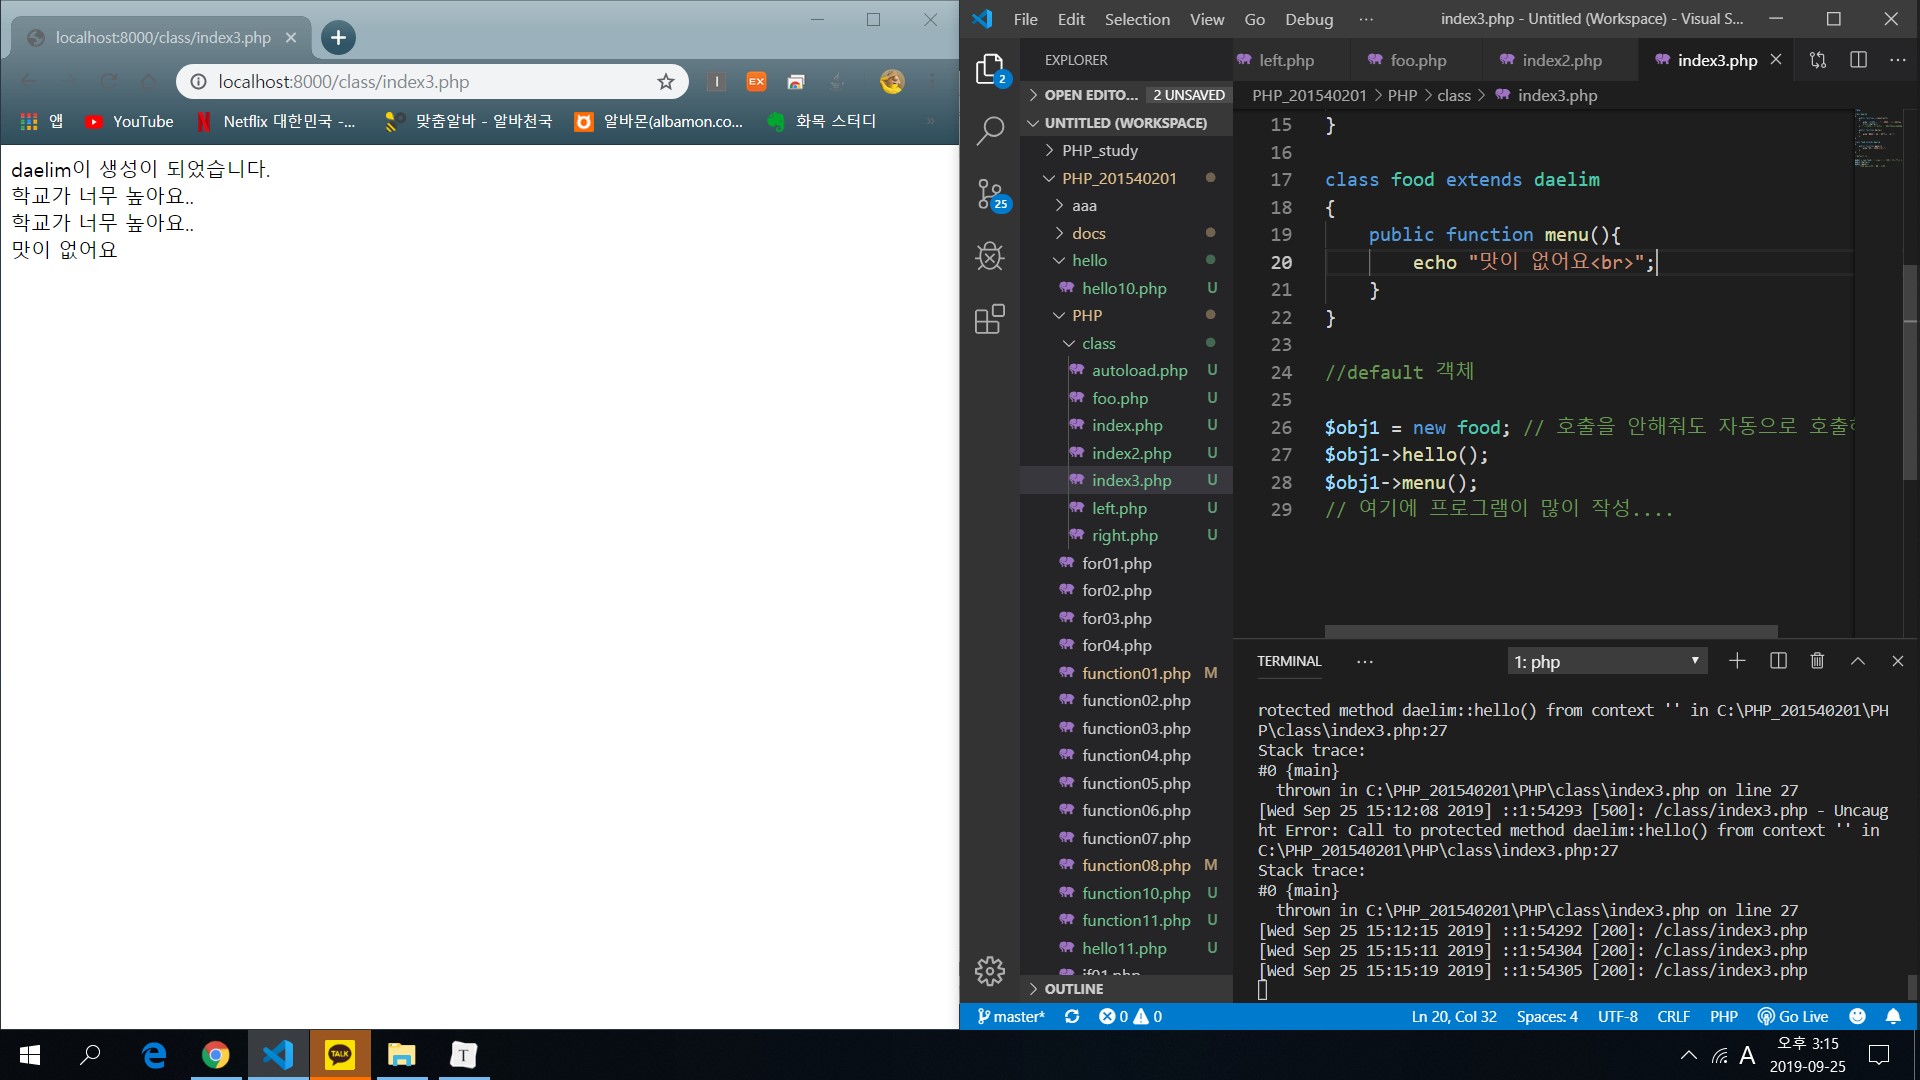 localhost:8000/class/index3.php
localhost:8000/class/index3.php
앱 YouTube Netflix 대한민국 -... 맞춤알바 - 알바천국 알바몬(albamon.co... 화목 스터디
daelim이 생성이 되었습니다.
학교가 너무 높아요..
학교가 너무 높아요..
맛이 없어요
File Edit Selection View Go Debug ··· index3.php - Untitled (Workspace) - Visual S...
EXPLORER
OPEN EDITO... 2 UNSAVED
UNTITLED (WORKSPACE)
PHP_study
PHP_201540201
aaa
docs
hello
hello10.php U
PHP
class
autoload.php U
foo.php U
index.php U
index2.php U
index3.php U
left.php U
right.php U
for01.php
for02.php
for03.php
for04.php
function01.php M
function02.php
function03.php
function04.php
function05.php
function06.php
function07.php
function08.php M
function10.php U
function11.php U
hello11.php U
if01.php
OUTLINE
2
25
left.php foo.php index2.php index3.php
PHP_201540201 > PHP > class > index3.php
15 }
16
17 class food extends daelim
18 {
19 public function menu(){
20 echo "맛이 없어요<br>";
21 }
22 }
23
24 //default 객체
25
26 $obj1 = new food; // 호출을 안해줘도 자동으로
27 $obj1->hello();
28 $obj1->menu();
29 // 여기에 프로그램이 많이 작성....
TERMINAL ··· 1: php
rotected method daelim::hello() from context '' in C:\PHP_201540201\PH
P\class\index3.php:27
Stack trace:
#0 {main}
thrown in C:\PHP_201540201\PHP\class\index3.php on line 27
[Wed Sep 25 15:12:08 2019] ::1:54293 [500]: /class/index3.php - Uncaug
ht Error: Call to protected method daelim::hello() from context '' in
C:\PHP_201540201\PHP\class\index3.php:27
Stack trace:
#0 {main}
thrown in C:\PHP_201540201\PHP\class\index3.php on line 27
[Wed Sep 25 15:12:15 2019] ::1:54292 [200]: /class/index3.php
[Wed Sep 25 15:15:11 2019] ::1:54304 [200]: /class/index3.php
[Wed Sep 25 15:15:19 2019] ::1:54305 [200]: /class/index3.php
master* 0 0 Ln 20, Col 32 Spaces: 4 UTF-8 CRLF PHP Go Live
TALK T A 오후 3:15
2019-09-25